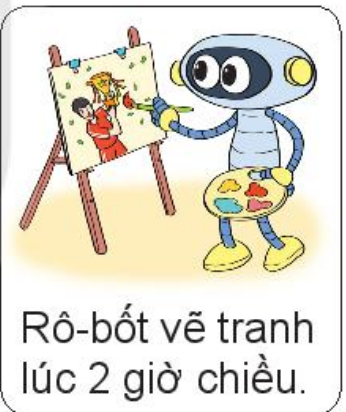 Rô-bốt vẽ tranh
lúc 2 giờ chiều.